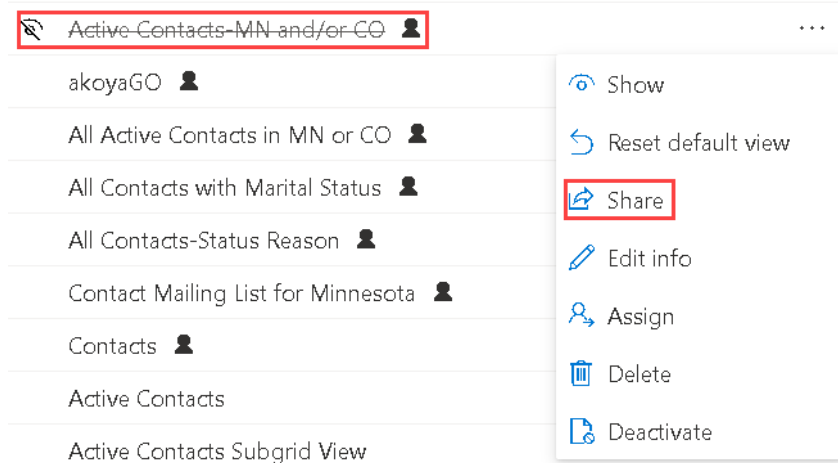 Active Contacts-MN and/or CO
akoyaGO
All Active Contacts in MN or CO
All Contacts with Marital Status
All Contacts-Status Reason
Contact Mailing List for Minnesota
Contacts
Active Contacts
Active Contacts Subgrid View
Show
Reset default view
Share
Edit info
Assign
Delete
Deactivate